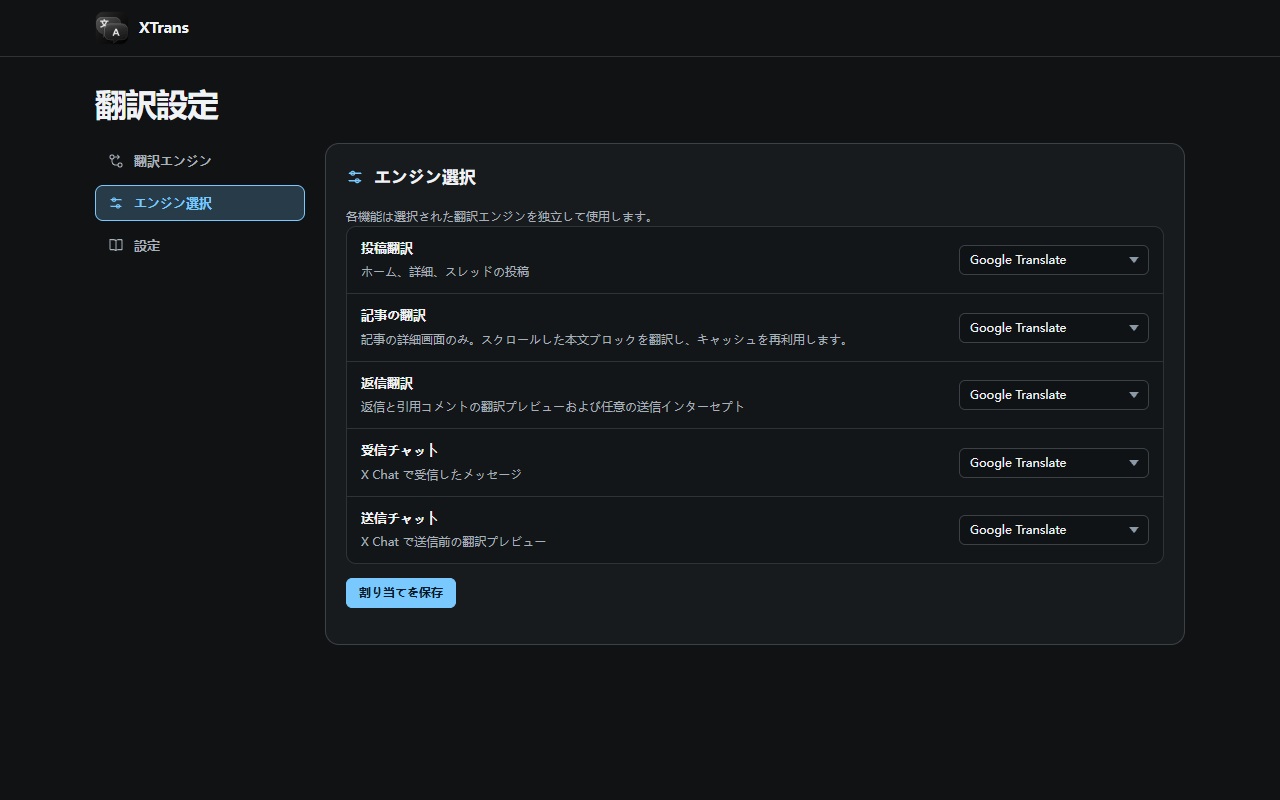 XTrans
翻訳設定
翻訳エンジン
エンジン選択
設定
エンジン選択
各機能は選択された翻訳エンジンを独立して使用します。
投稿翻訳
ホーム、詳細、スレッドの投稿
Google Translate
記事の翻訳
記事の詳細画面のみ。スクロールした本文ブロックを翻訳し、キャッシュを再利用します。
Google Translate
返信翻訳
返信と引用コメントの翻訳プレビューおよび任意の送信インターセプト
Google Translate
受信チャット
X Chat で受信したメッセージ
Google Translate
送信チャット
X Chat で送信前の翻訳プレビュー
Google Translate
割り当てを保存